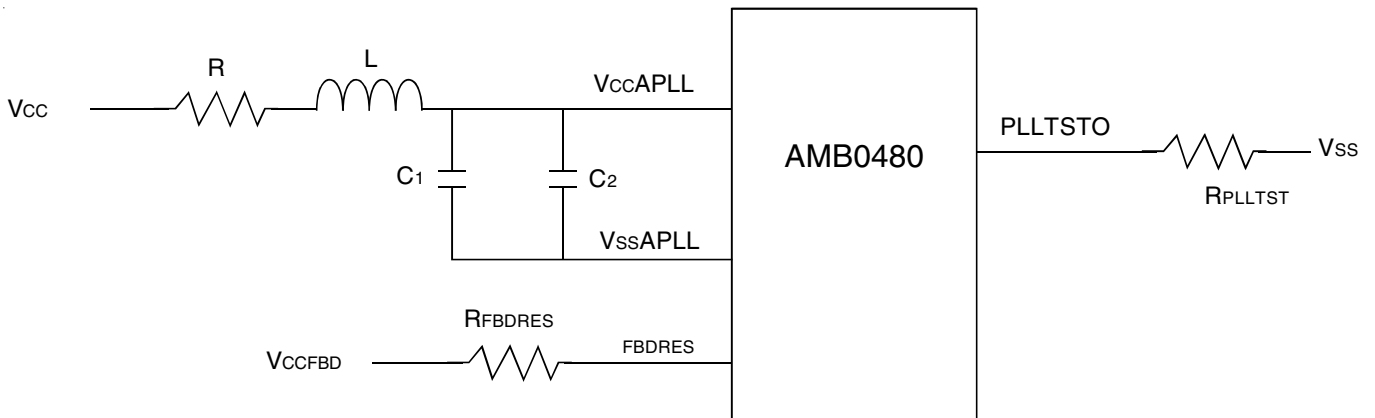 R
L
VCC
VCCAPLL
C1
C2
VSSAPLL
AMB0480
PLLTSTO
VSS
RPLLTST
RFBDRES
VCCFBD
FBDRES